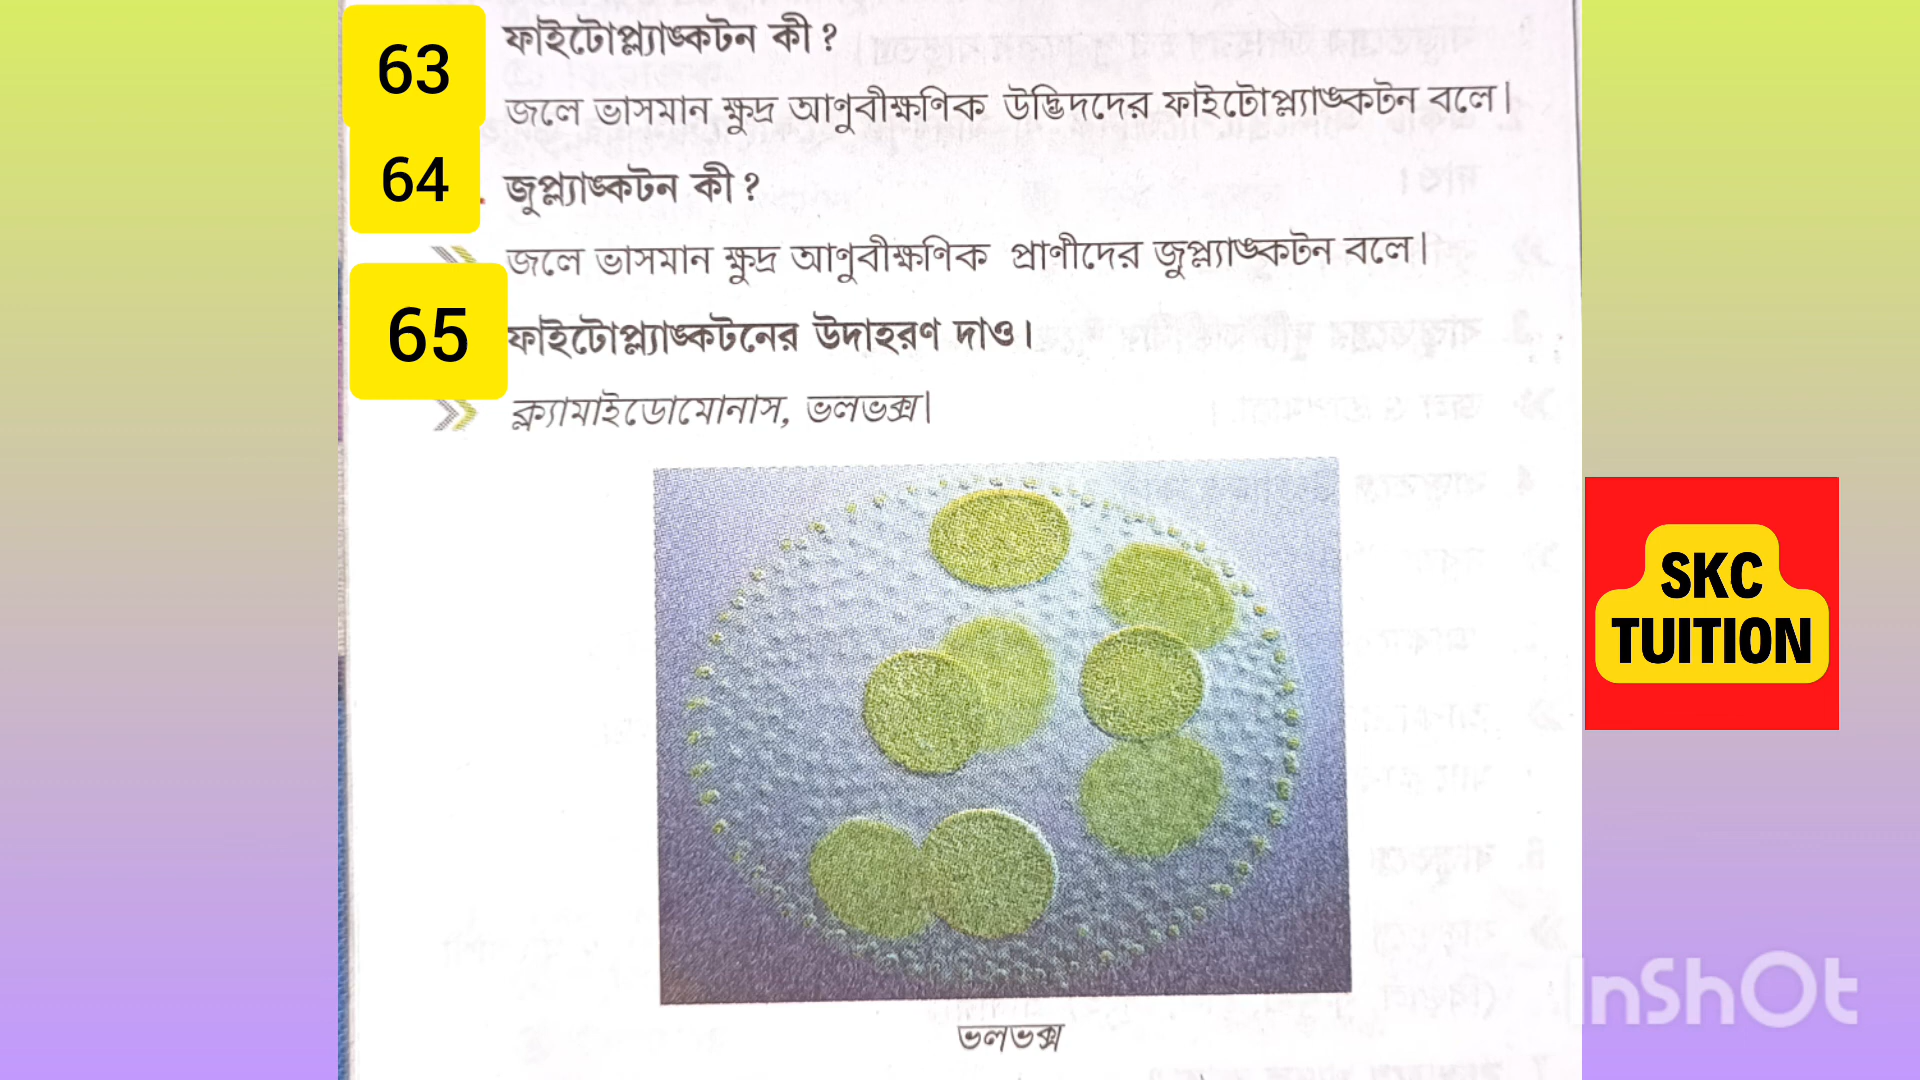 63 ফাইটোপ্ল্যাঙ্কটন কী?
জলে ভাসমান ক্ষুদ্র আণুবীক্ষণিক উদ্ভিদদের ফাইটোপ্ল্যাঙ্কটন বলে।
64 . জুপ্ল্যাঙ্কটন কী?
জলে ভাসমান ক্ষুদ্র আণুবীক্ষণিক প্রাণীদের জুপ্ল্যাঙ্কটন বলে।
65 ফাইটোপ্ল্যাঙ্কটনের উদাহরণ দাও।
ক্ল্যামাইডোমোনাস, ভলভক্স।
SKC
TUITION
ভলভক্স
InShOt